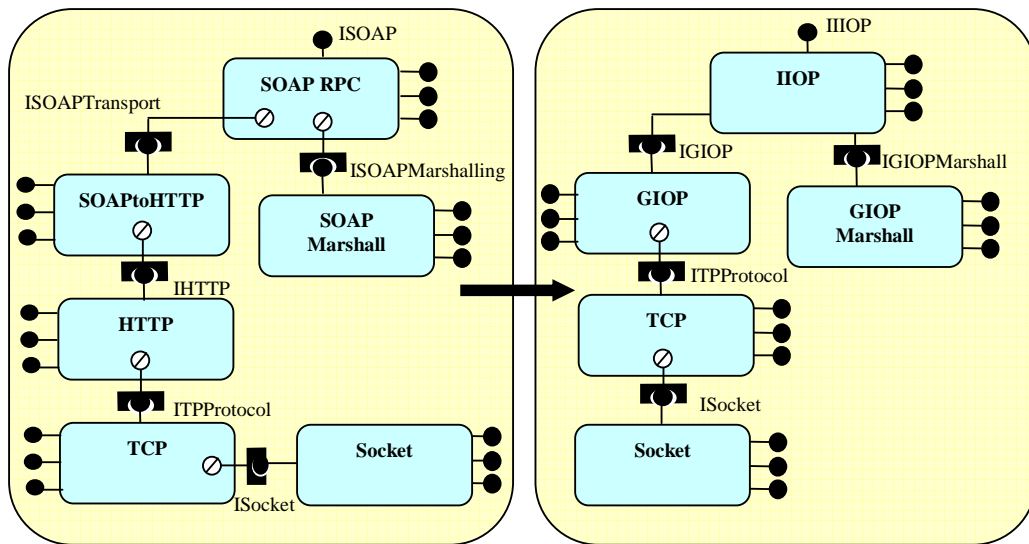 ISOAP
SOAP RPC
ISOAPTransport
ISOAPMarshalling
SOAPtoHTTP
SOAP
Marshall
IHTTP
HTTP
ITPProtocol
TCP
Socket
ISocket
IIIOP
IIOP
IGIOP
IGIOPMarshall
GIOP
GIOP
Marshall
ITPProtocol
TCP
ISocket
Socket